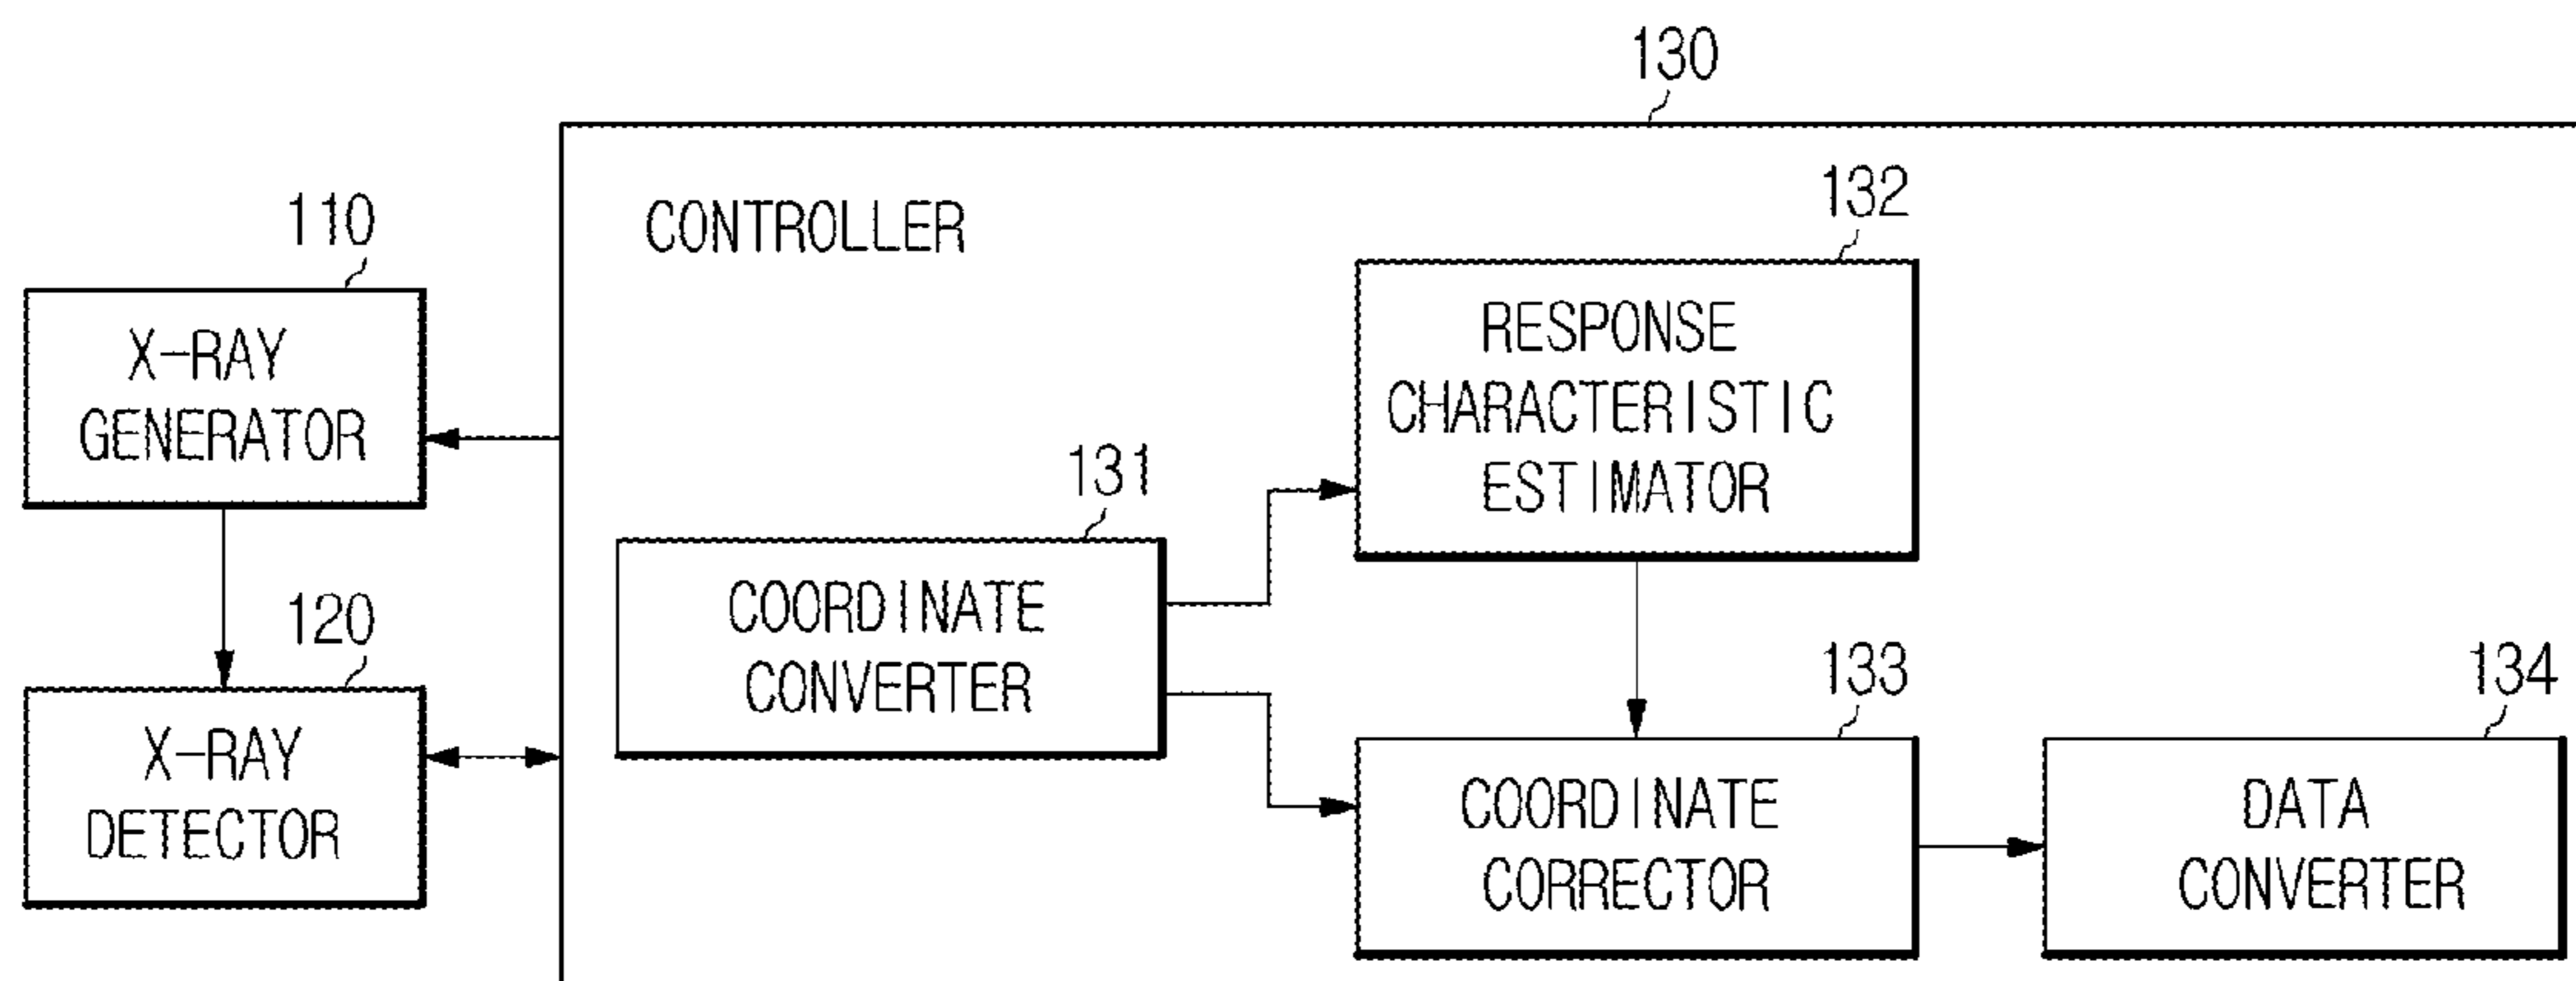 130
CONTROLLER
110
X-RAY
GENERATOR
132
RESPONSE
CHARACTERISTIC
ESTIMATOR
131
COORDINATE
CONVERTER
120
X-RAY
DETECTOR
133
COORDINATE
CORRECTOR
134
DATA
CONVERTER